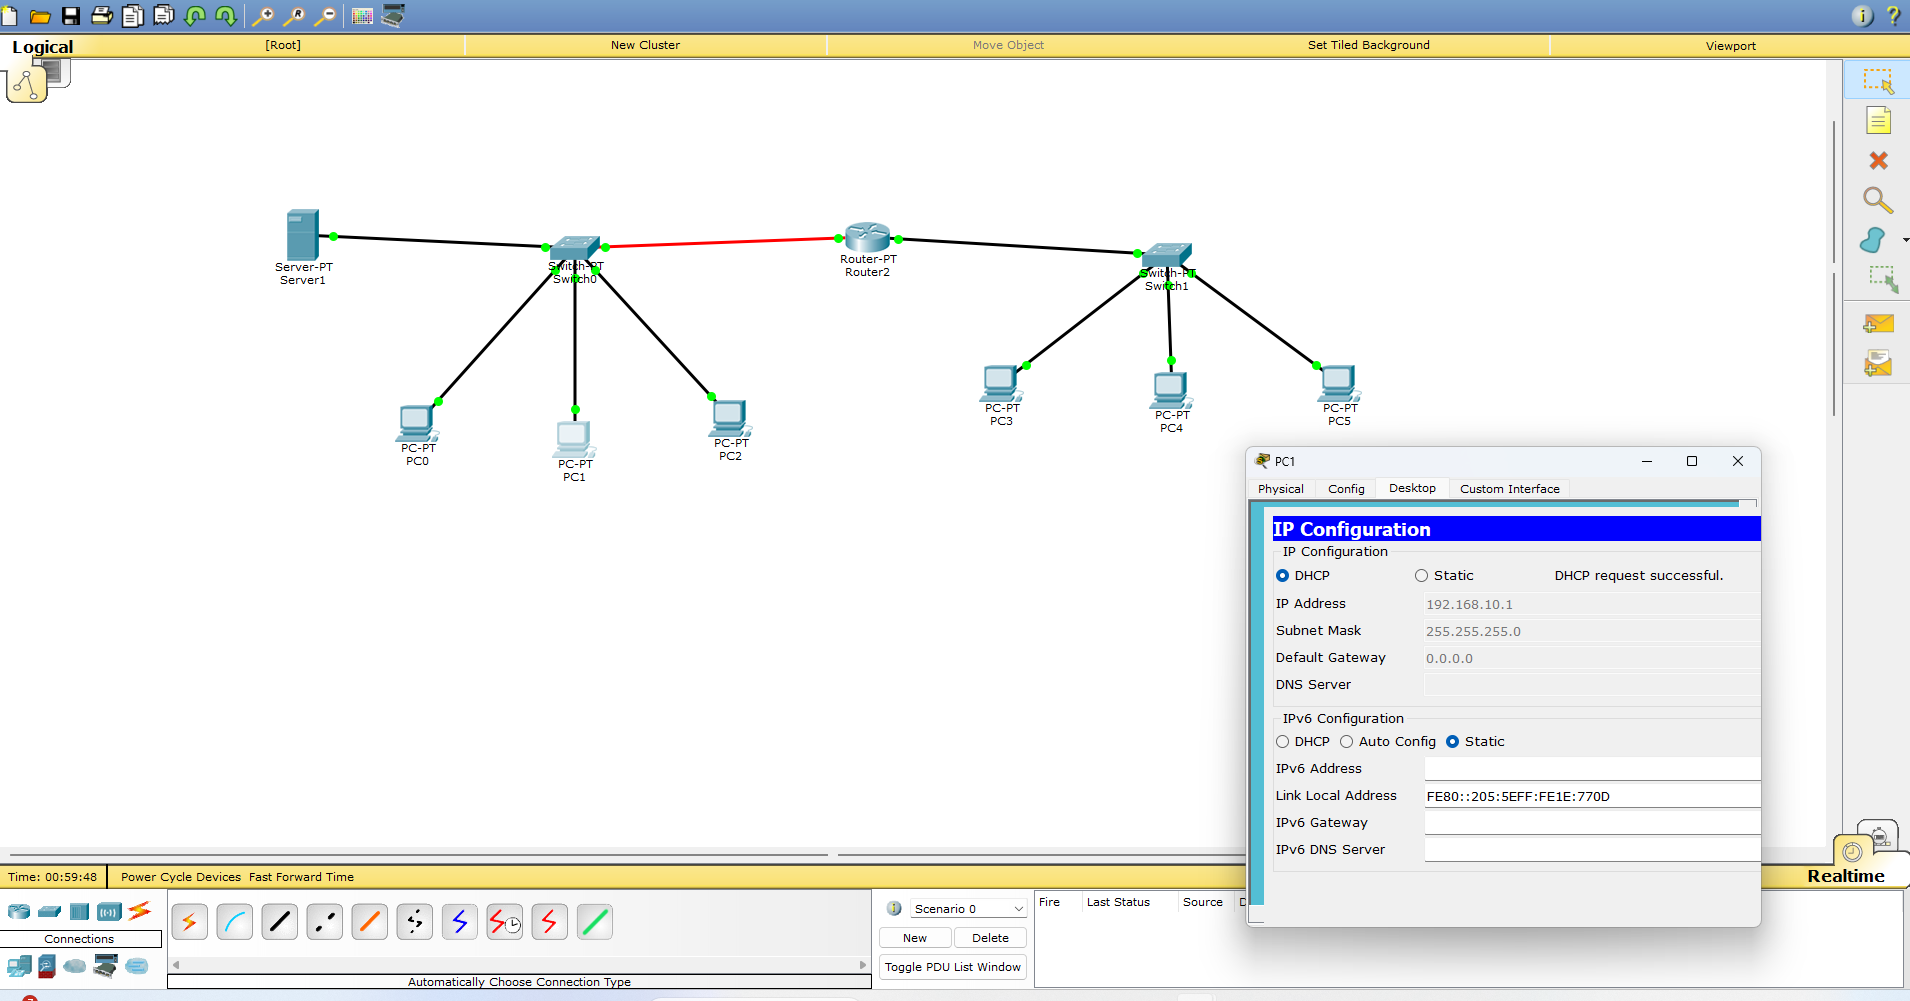 Logical
[Root]
New Cluster
Move Object
Set Tiled Background
Viewport
Server-PT
Server1
Switch-PT
Switch0
Router-PT
Router2
Switch-PT
Switch1
PC-PT
PC0
PC-PT
PC1
PC-PT
PC2
PC-PT
PC3
PC-PT
PC4
PC-PT
PC5
PC1
Physical
Config
Desktop
Custom Interface
IP Configuration
IP Configuration
DHCP
Static
DHCP request successful.
IP Address
192.168.10.1
Subnet Mask
255.255.255.0
Default Gateway
0.0.0.0
DNS Server
IPv6 Configuration
DHCP
Auto Config
Static
IPv6 Address
Link Local Address
FE80::205:5EFF:FE1E:770D
IPv6 Gateway
IPv6 DNS Server
Time: 00:59:48
Power Cycle Devices Fast Forward Time
Realtime
Connections
Automatically Choose Connection Type
Scenario 0
New
Delete
Toggle PDU List Window
Fire
Last Status
Source